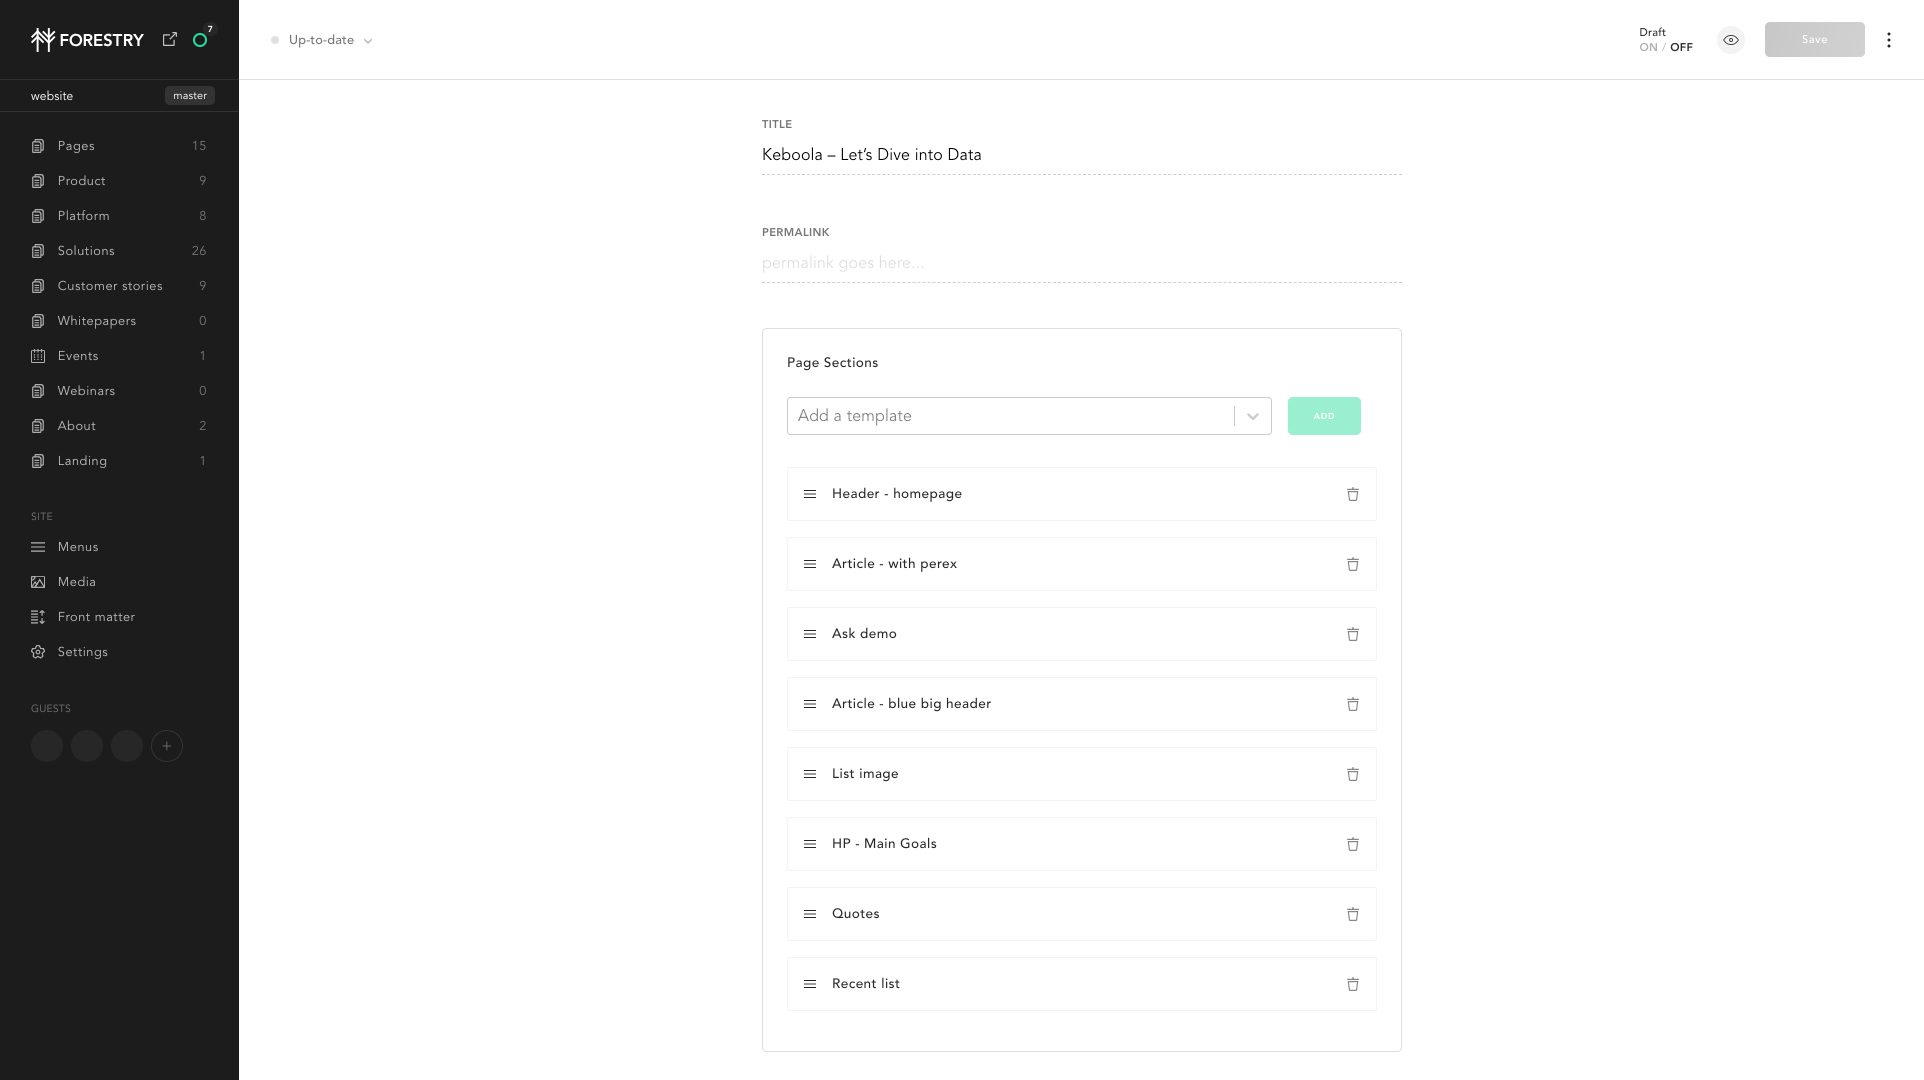 FORESTRY
7
website
master
Pages 15
Product 9
Platform 8
Solutions 26
Customer stories 9
Whitepapers 0
Events 1
Webinars 0
About 2
Landing 1
SITE
Menus
Media
Front matter
Settings
GUESTS
Up-to-date
Draft
ON / OFF
Save
TITLE
Keboola – Let’s Dive into Data
PERMALINK
permalink goes here...
Page Sections
Add a template
ADD
Header - homepage
Article - with perex
Ask demo
Article - blue big header
List image
HP - Main Goals
Quotes
Recent list